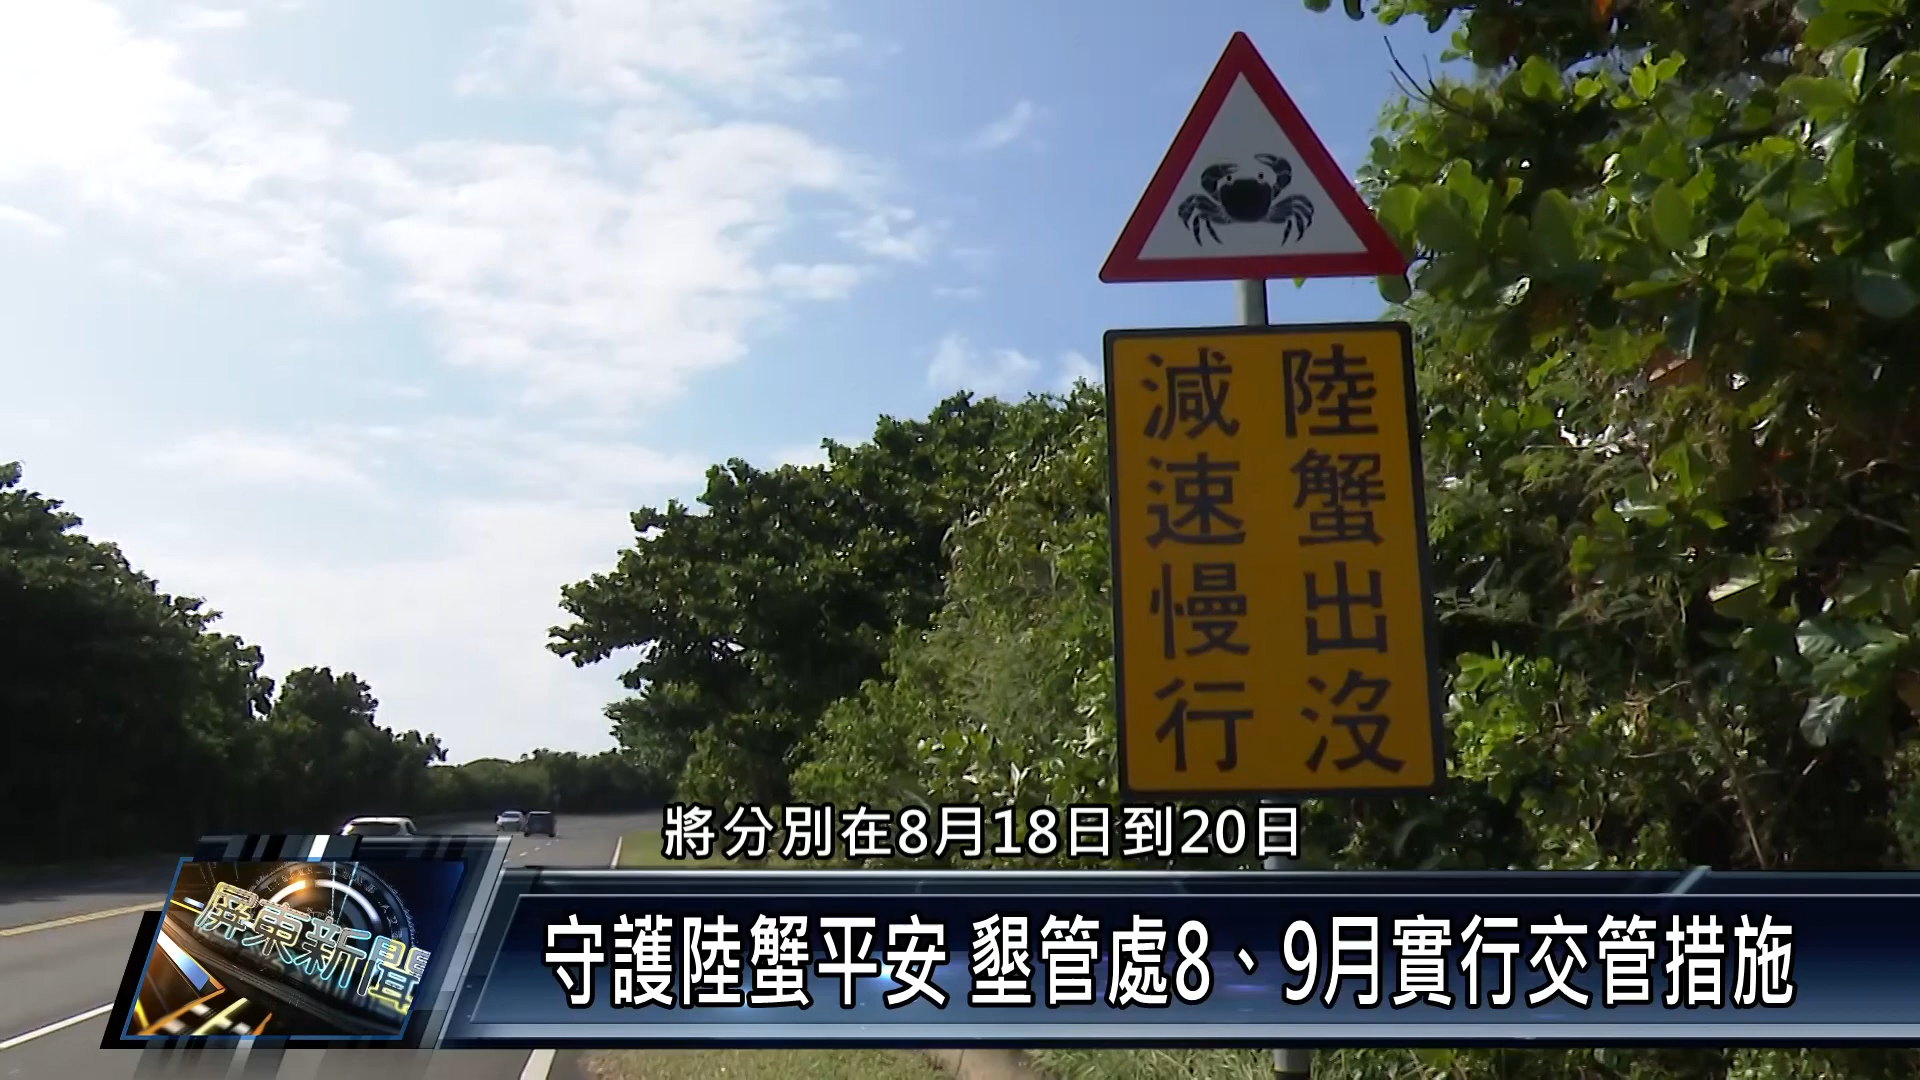 陸蟹出沒
減速慢行
將分別在8月18日到20日
屏東新聞
守護陸蟹平安 墾管處8、9月實行交管措施